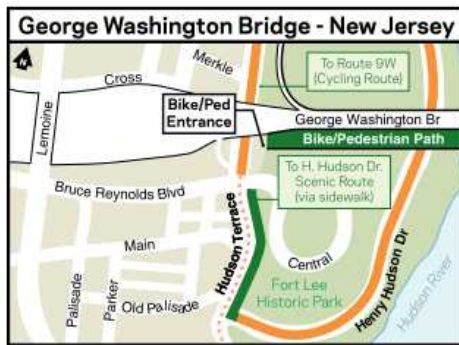 George Washington Bridge - New Jersey
N
Merkle
To Route 9W
(Cycling Route)
Cross
Lemoine
Bike/Ped
Entrance
George Washington Br
Bike/Pedestrian Path
To H. Hudson Dr.
Scenic Route
(via sidewalk)
Bruce Reynolds Blvd
Hudson Terrace
Main
Central
Fort Lee
Historic Park
Henry Hudson Dr
Hudson River
Palisade
Parker
Old Palisade